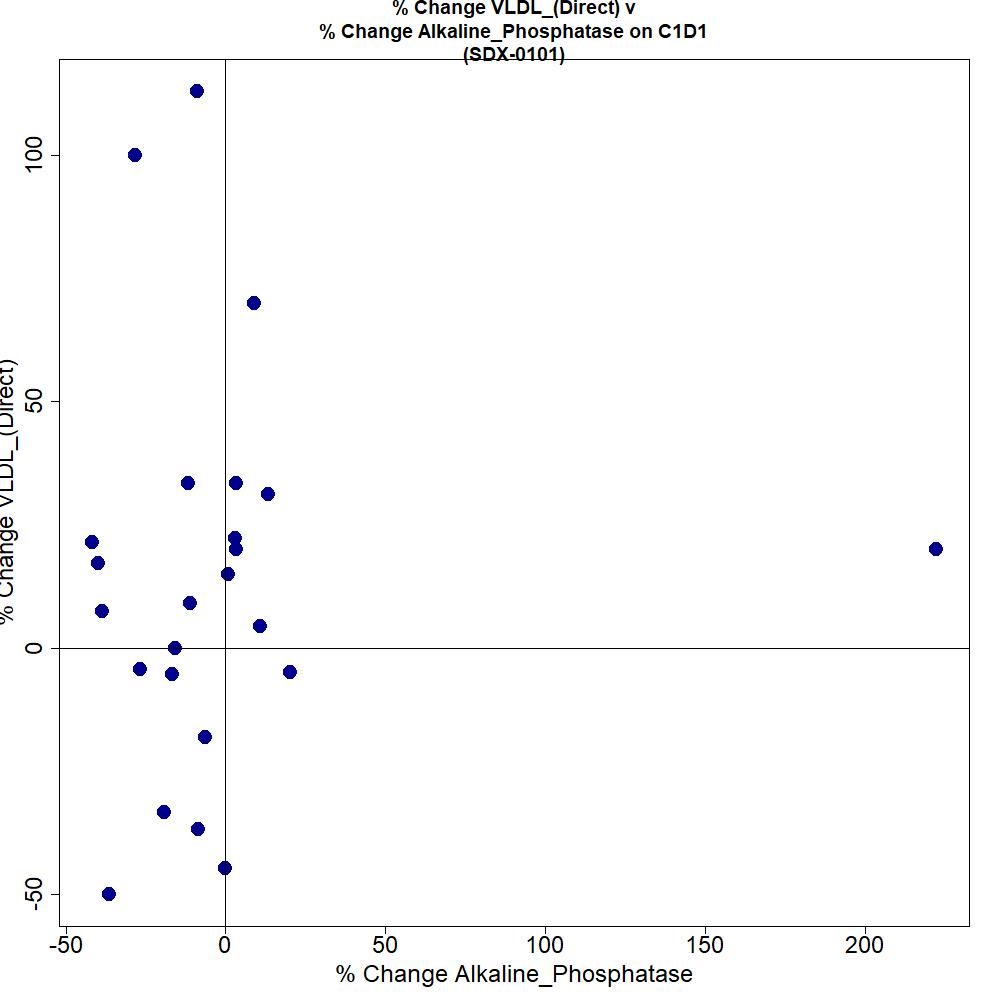 % Change VLDL_(Direct) v
% Change Alkaline_Phosphatase on C1D1
(SDX-0101)
% Change VLDL_(Direct)
100
50
0
-50
-50 0 50 100 150 200
% Change Alkaline_Phosphatase